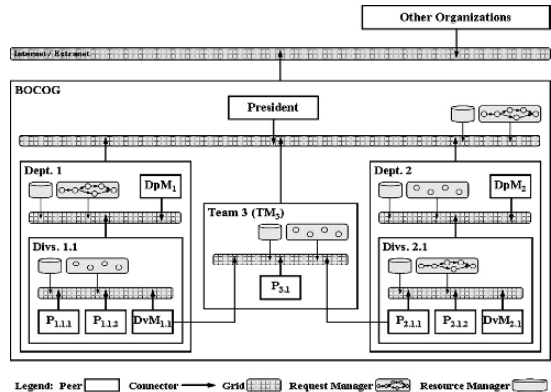 Other Organizations
Internet / Extranet
BOCOG
President
Dept. 1
DpM1
Dept. 2
DpM2
Team 3 (TM3)
Divs. 1.1
Divs. 2.1
P3.1
P1.1.1
P1.1.2
DvM1.1
P2.1.1
P2.1.2
DvM2.1
Legend: Peer Connector Grid Request Manager Resource Manager